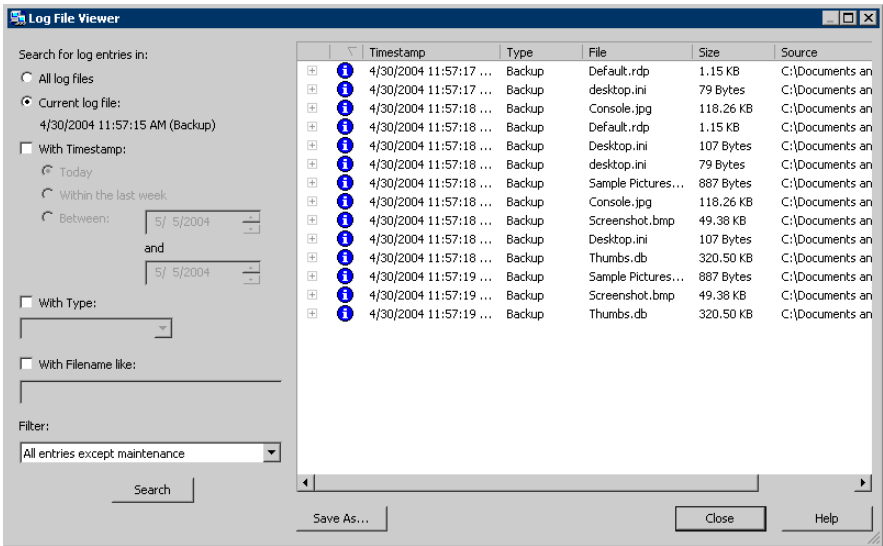 Log File Viewer
Search for log entries in:
All log files
Current log file:
4/30/2004 11:57:15 AM (Backup)
With Timestamp:
Today
Within the last week
Between:
5/ 5/2004
and
5/ 5/2004
With Type:
With Filename like:
Filter:
All entries except maintenance
Search
Timestamp Type File Size Source
4/30/2004 11:57:17 ... Backup Default.rdp 1.15 KB C:\Documents an
4/30/2004 11:57:17 ... Backup desktop.ini 79 Bytes C:\Documents an
4/30/2004 11:57:18 ... Backup Console.jpg 118.26 KB C:\Documents an
4/30/2004 11:57:18 ... Backup Default.rdp 1.15 KB C:\Documents an
4/30/2004 11:57:18 ... Backup Desktop.ini 107 Bytes C:\Documents an
4/30/2004 11:57:18 ... Backup desktop.ini 79 Bytes C:\Documents an
4/30/2004 11:57:18 ... Backup Sample Pictures... 887 Bytes C:\Documents an
4/30/2004 11:57:18 ... Backup Console.jpg 118.26 KB C:\Documents an
4/30/2004 11:57:18 ... Backup Screenshot.bmp 49.38 KB C:\Documents an
4/30/2004 11:57:18 ... Backup Desktop.ini 107 Bytes C:\Documents an
4/30/2004 11:57:18 ... Backup Thumbs.db 320.50 KB C:\Documents an
4/30/2004 11:57:19 ... Backup Sample Pictures... 887 Bytes C:\Documents an
4/30/2004 11:57:19 ... Backup Screenshot.bmp 49.38 KB C:\Documents an
4/30/2004 11:57:19 ... Backup Thumbs.db 320.50 KB C:\Documents an
Save As... Close Help